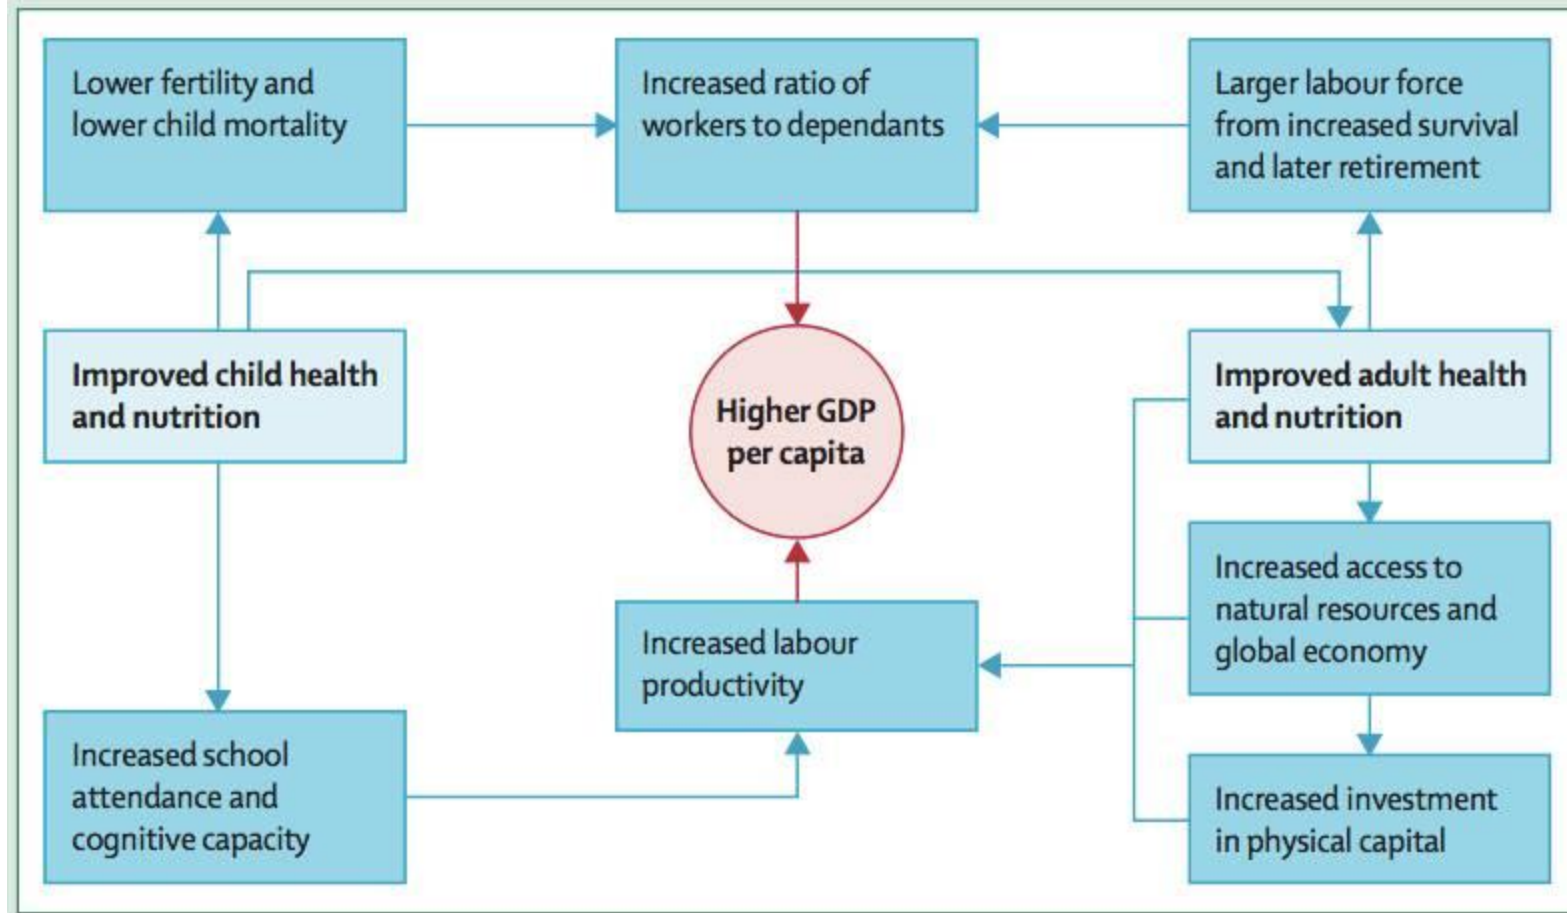 Lower fertility and
lower child mortality
Increased ratio of
workers to dependants
Larger labour force
from increased survival
and later retirement
Improved child health
and nutrition
Higher GDP
per capita
Improved adult health
and nutrition
Increased access to
natural resources and
global economy
Increased labour
productivity
Increased school
attendance and
cognitive capacity
Increased investment
in physical capital